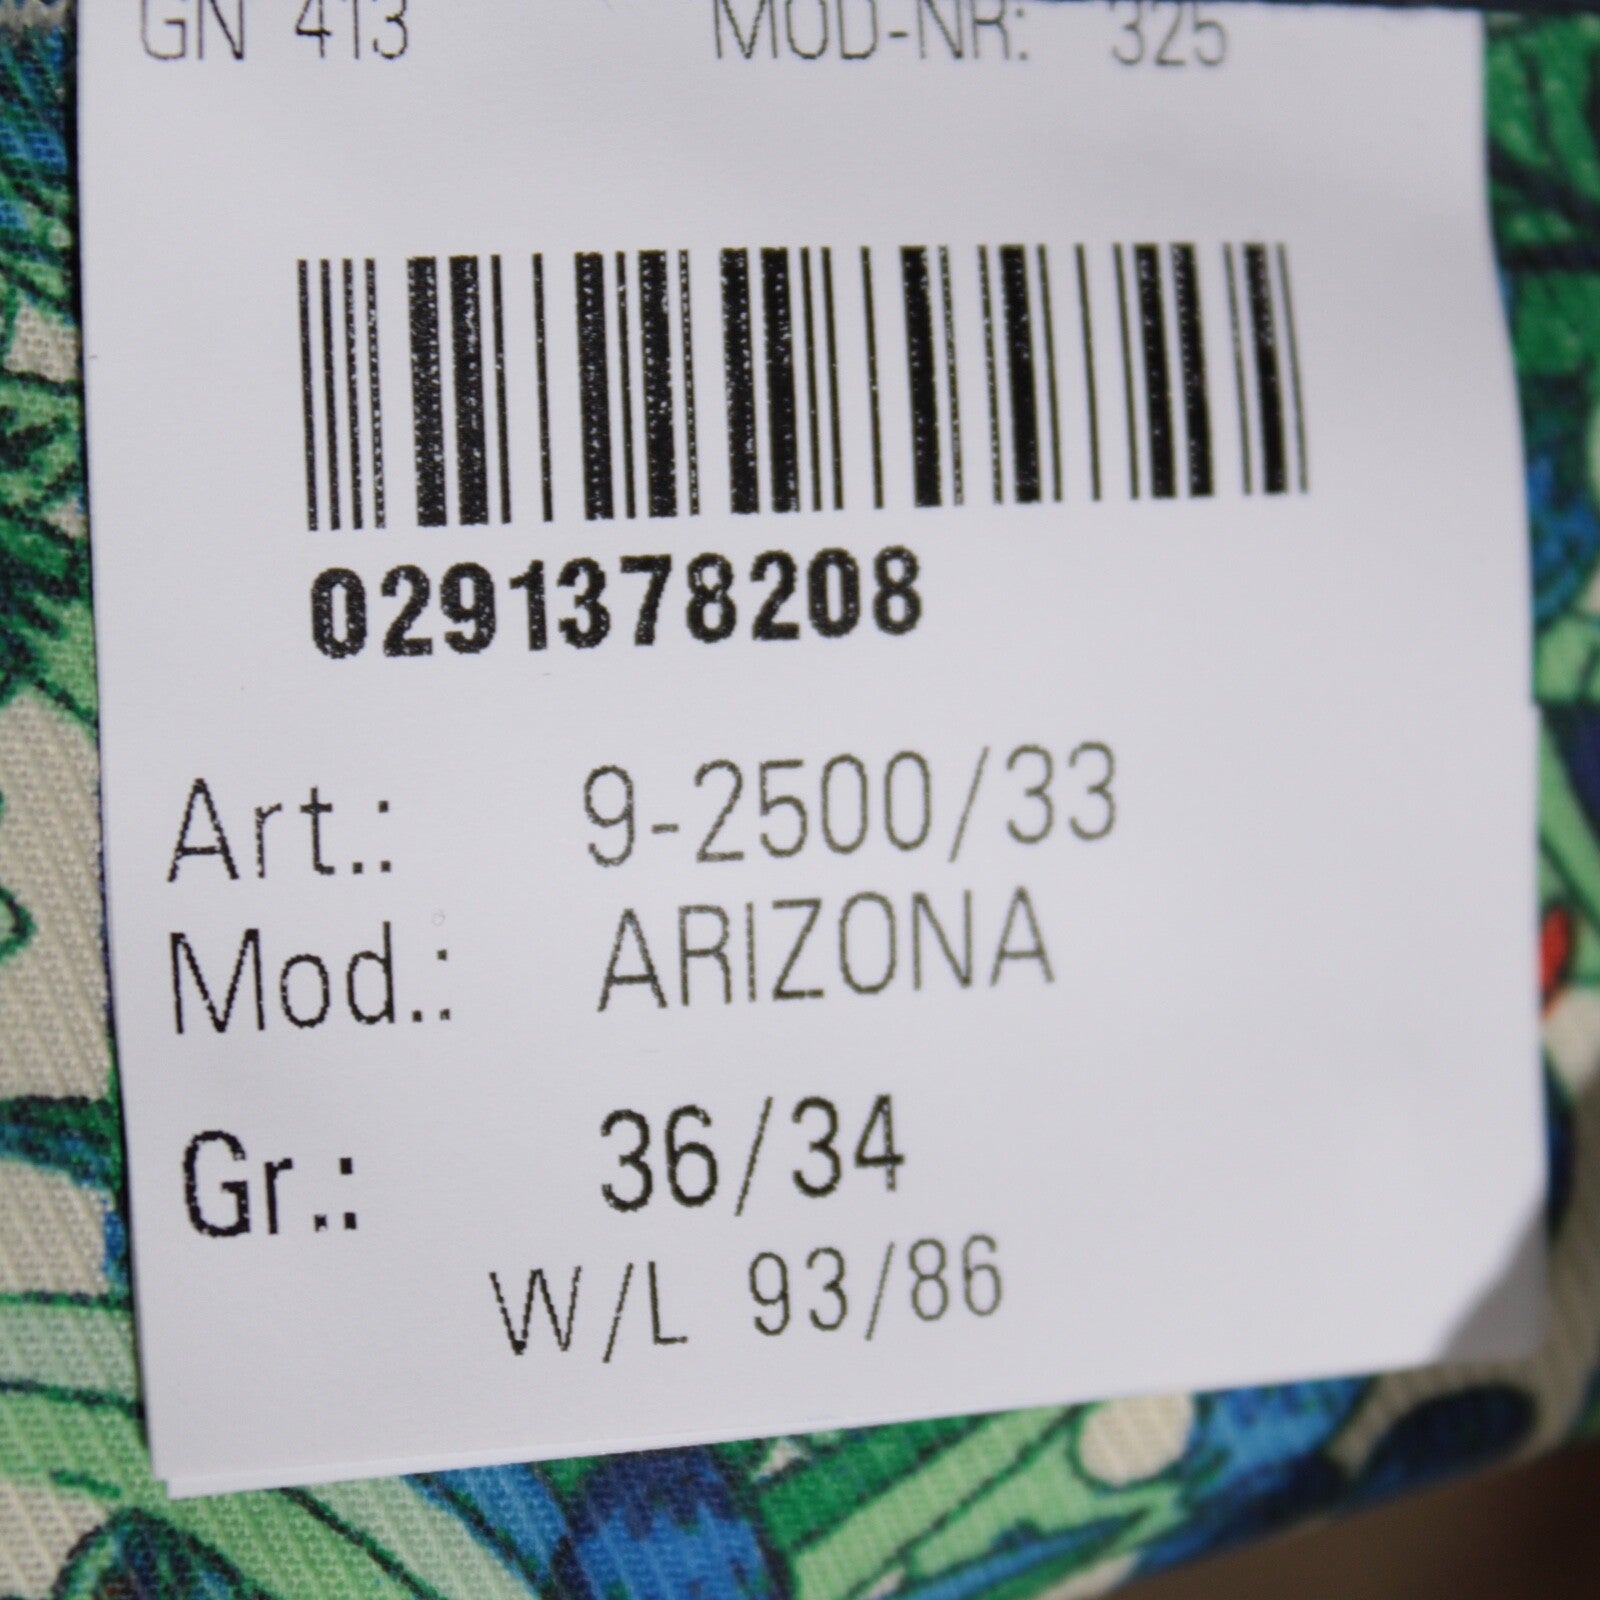 GN 413 MOD-NR: 325
0291378208
Art.: 9-2500/33
Mod.: ARIZONA
Gr.: 36/34
W/L 93/86